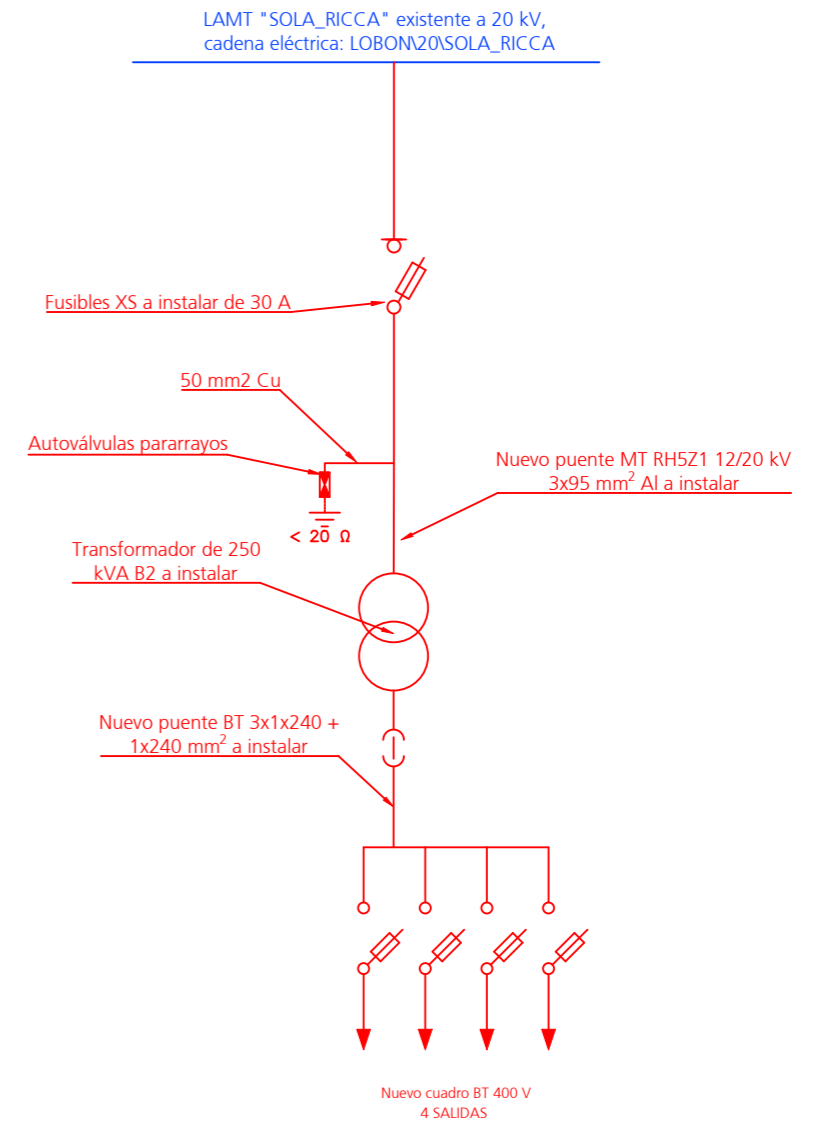 LAMT "SOLA_RICCA" existente a 20 kV,
cadena eléctrica: LOBON\20\SOLA_RICCA
Fusibles XS a instalar de 30 A
50 mm2 Cu
Autoválvulas pararrayos
Nuevo puente MT RH5Z1 12/20 kV
3x95 mm² Al a instalar
< 20 Ω
Transformador de 250
kVA B2 a instalar
Nuevo puente BT 3x1x240 +
1x240 mm² a instalar
Nuevo cuadro BT 400 V
4 SALIDAS